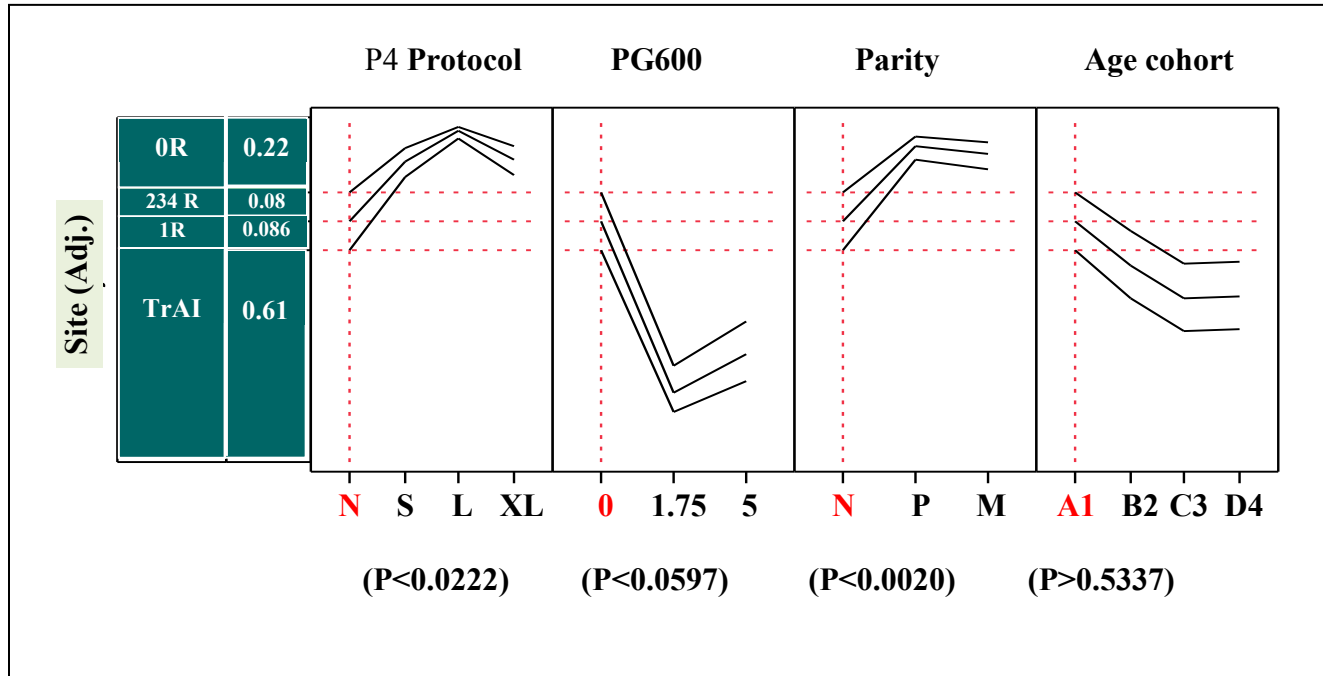 P4 Protocol PG600 Parity Age cohort
0R 0.22
234 R 0.08
1R 0.086
TrAI 0.61
Site (Adj.)
N S L XL 0 1.75 5 N P M A1 B2 C3 D4
(P<0.0222) (P<0.0597) (P<0.0020) (P>0.5337)